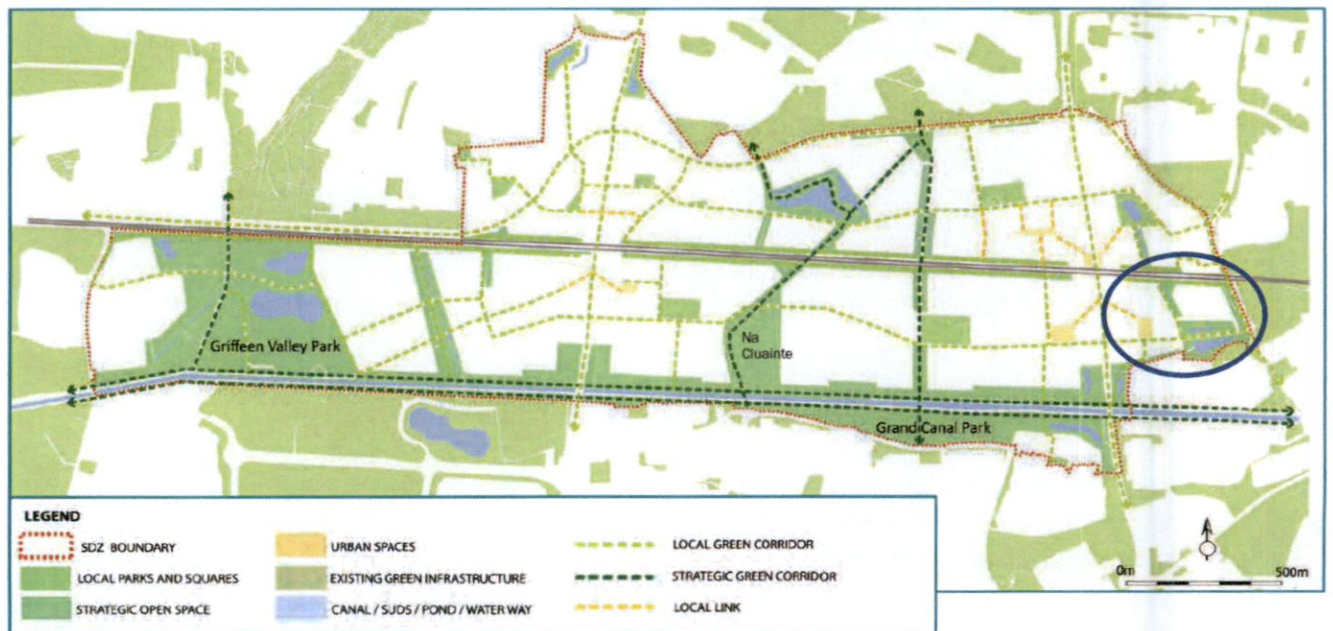 Griffeen Valley Park
Na
Cluainte
Grand Canal Park
LEGEND
SDZ BOUNDARY
LOCAL PARKS AND SQUARES
STRATEGIC OPEN SPACE
URBAN SPACES
EXISTING GREEN INFRASTRUCTURE
CANAL / SUDS / POND / WATER WAY
LOCAL GREEN CORRIDOR
STRATEGIC GREEN CORRIDOR
LOCAL LINK
0m 500m